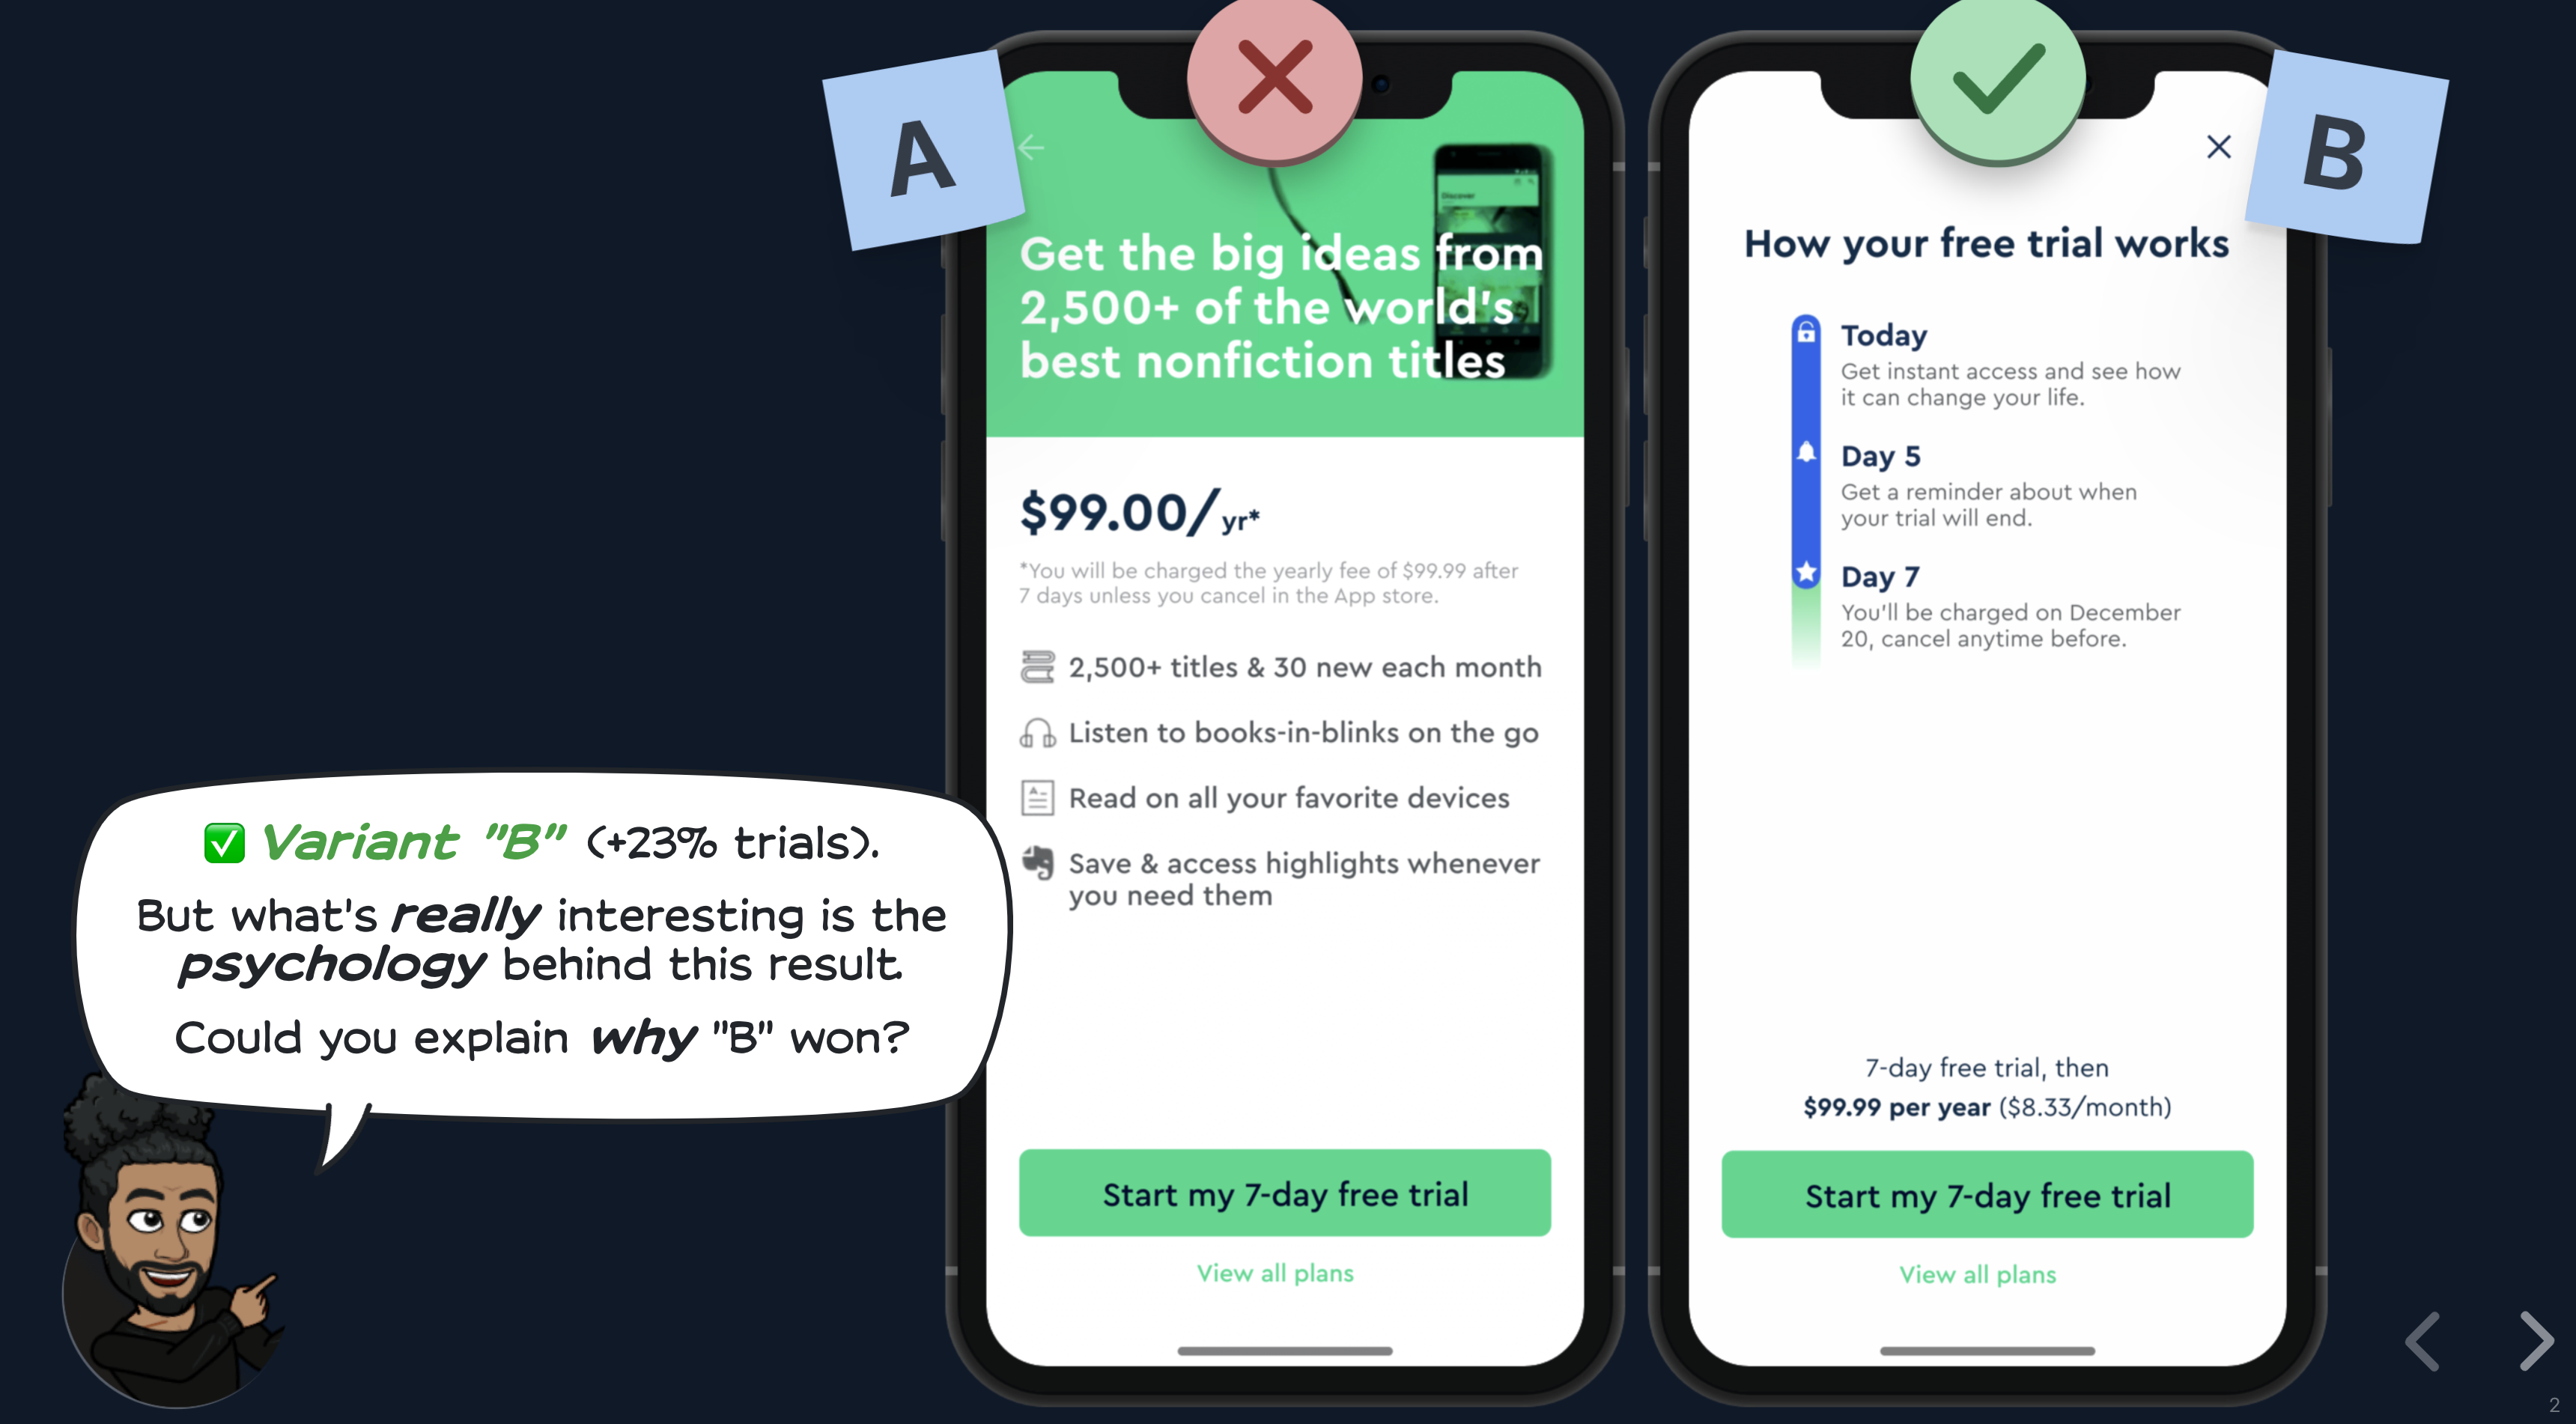 A
Get the big ideas from
2,500+ of the world's
best nonfiction titles
Discover
$99.00/yr*
*You will be charged the yearly fee of $99.99 after
7 days unless you cancel in the App store.
2,500+ titles & 30 new each month
Listen to books-in-blinks on the go
Read on all your favorite devices
Save & access highlights whenever
you need them
Start my 7-day free trial
View all plans
B
How your free trial works
Today
Get instant access and see how
it can change your life.
Day 5
Get a reminder about when
your trial will end.
Day 7
You'll be charged on December
20, cancel anytime before.
7-day free trial, then
$99.99 per year ($8.33/month)
Start my 7-day free trial
View all plans
✅ Variant "B" (+23% trials).
But what's really interesting is the
psychology behind this result.
Could you explain why "B" won?
2